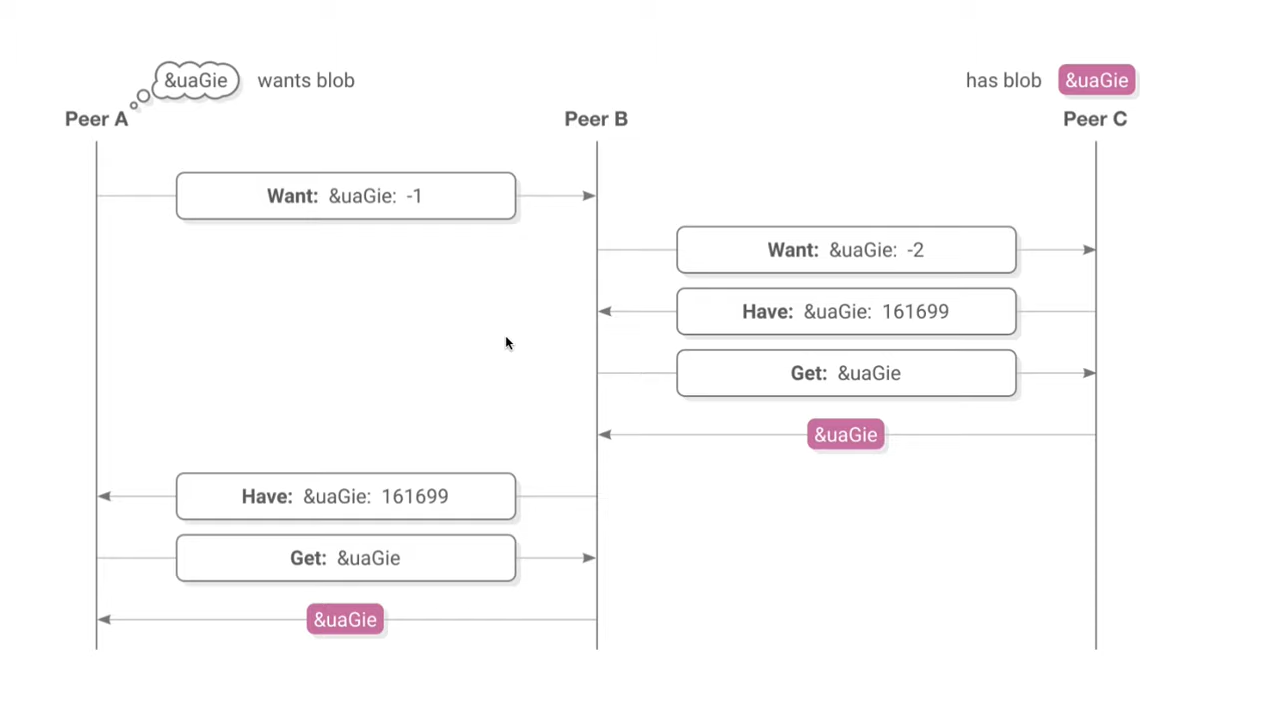 &uaGie wants blob
has blob &uaGie
Peer A
Peer B
Peer C
Want: &uaGie: -1
Want: &uaGie: -2
Have: &uaGie: 161699
Get: &uaGie
&uaGie
Have: &uaGie: 161699
Get: &uaGie
&uaGie